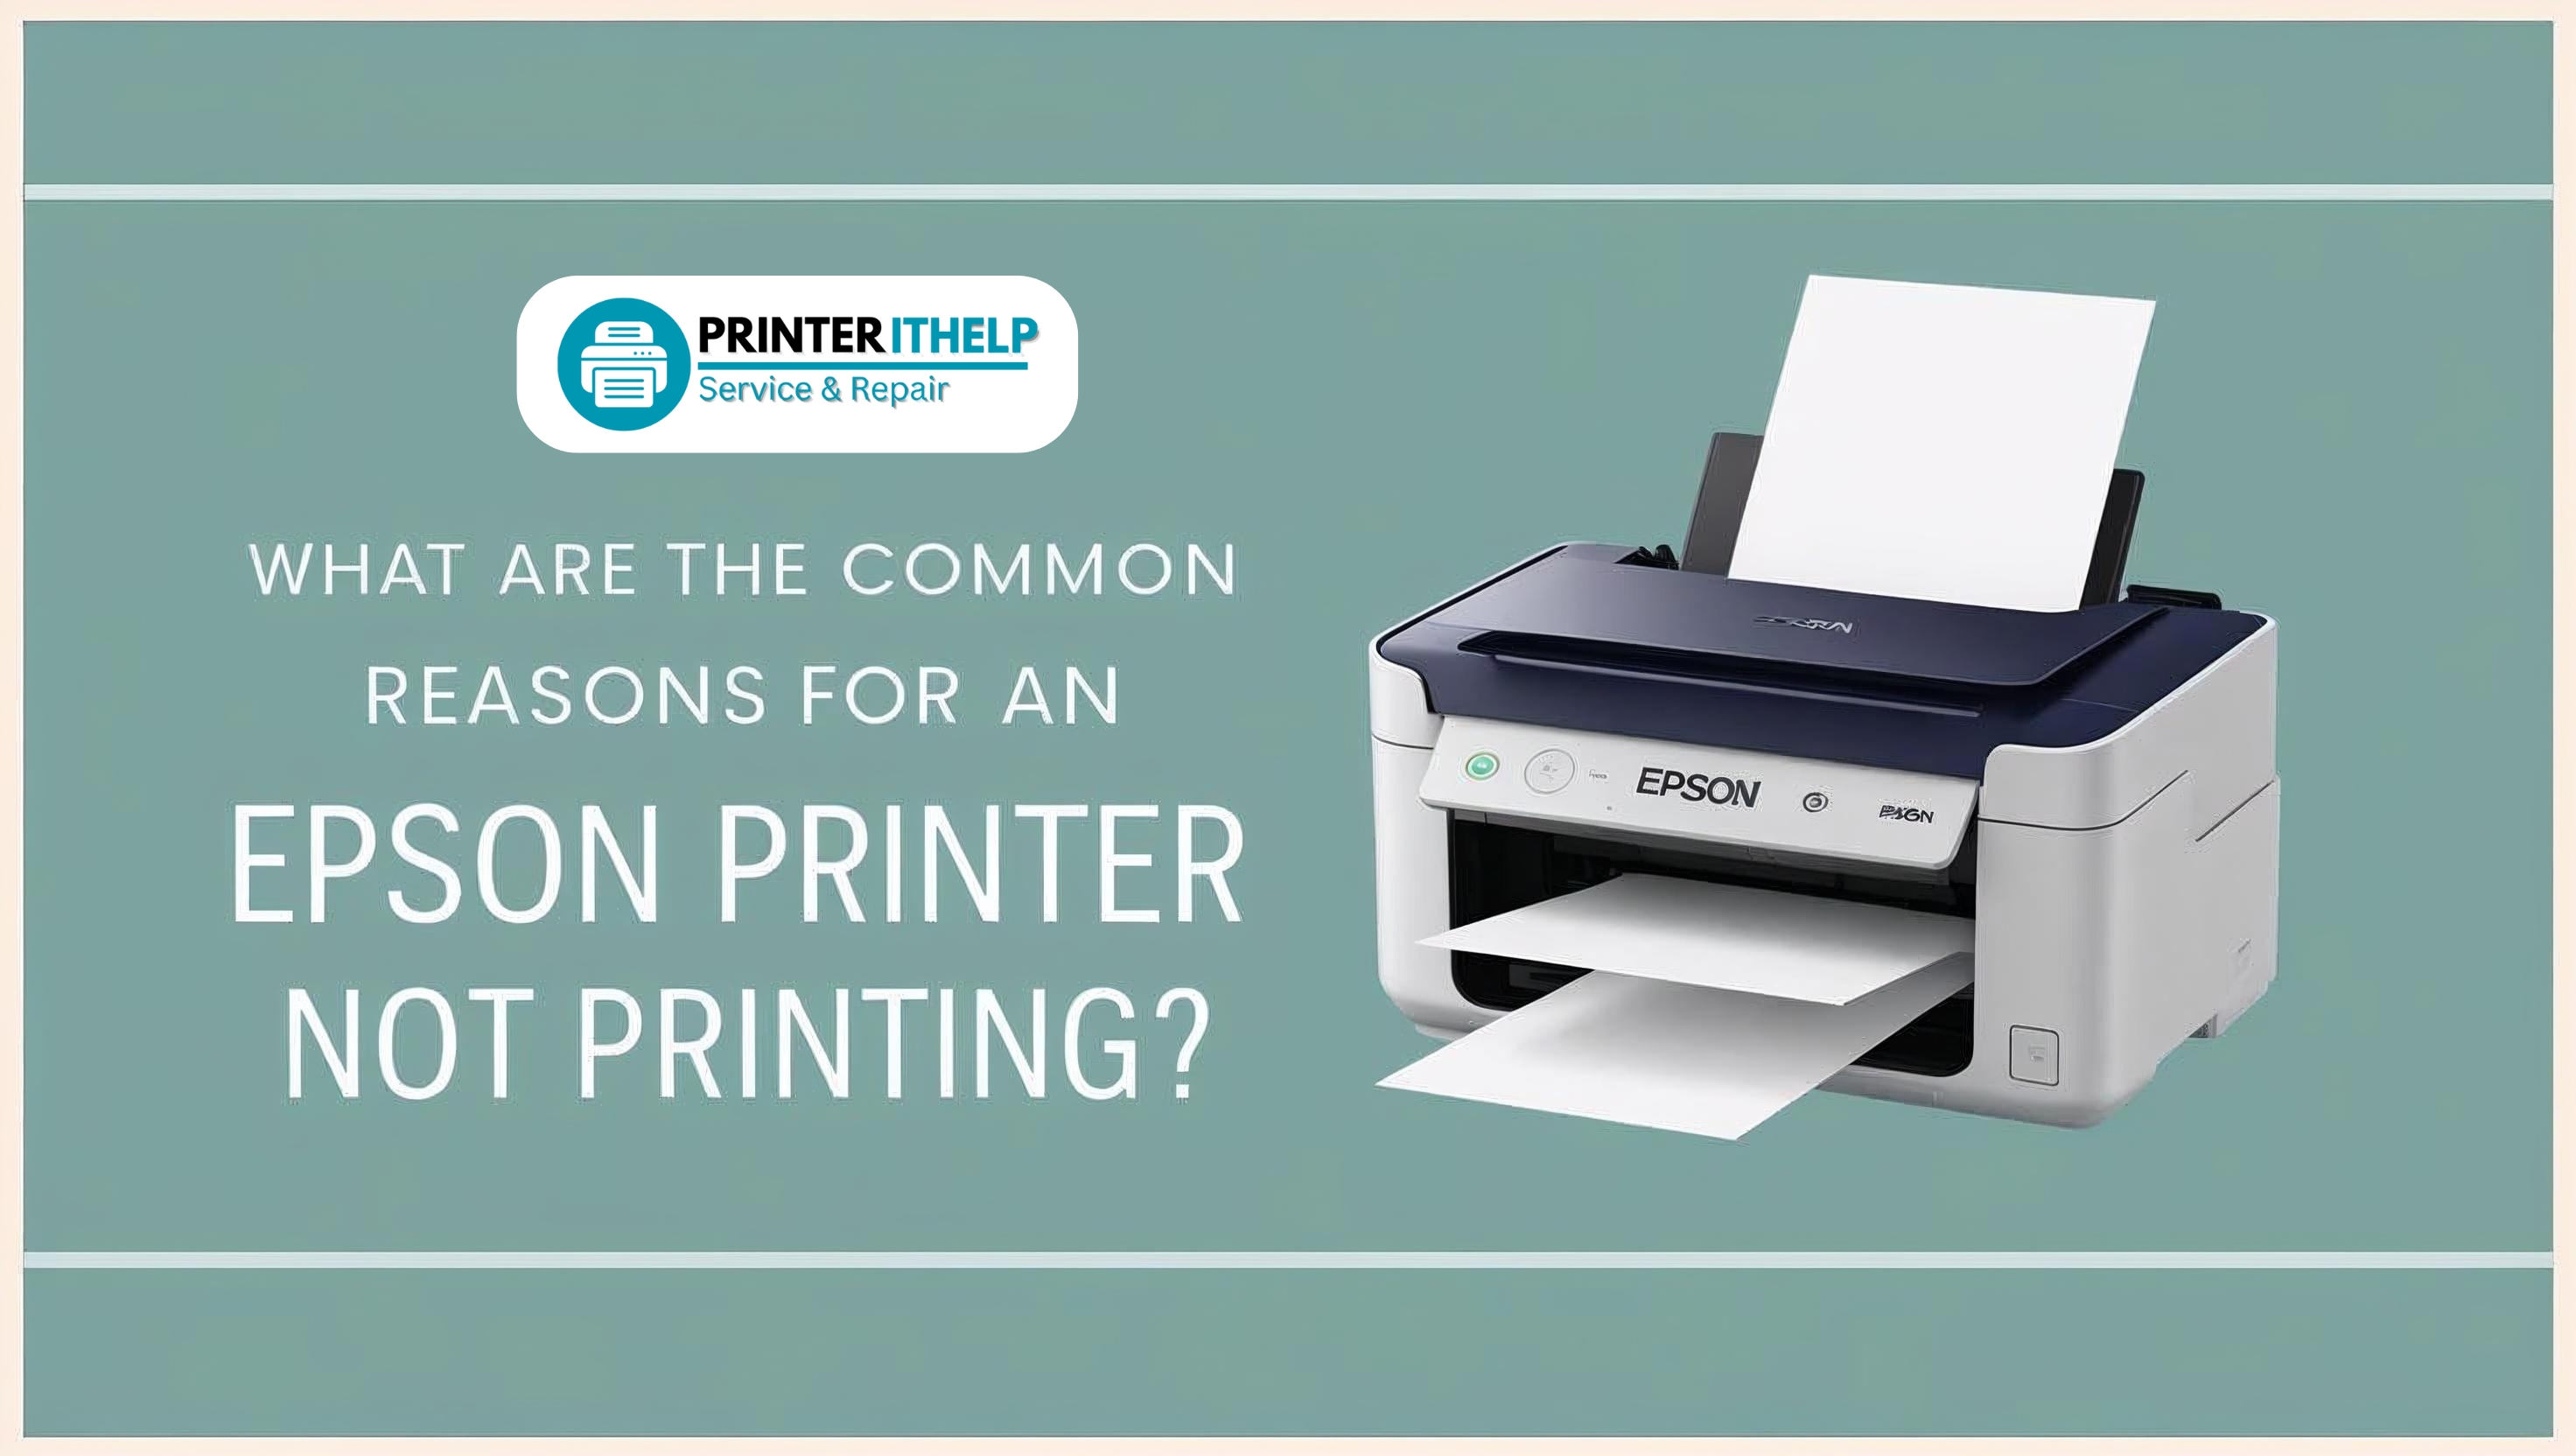 PRINTER ITHELP
Service & Repair
WHAT ARE THE COMMON
REASONS FOR AN
EPSON PRINTER
NOT PRINTING?
EPSON